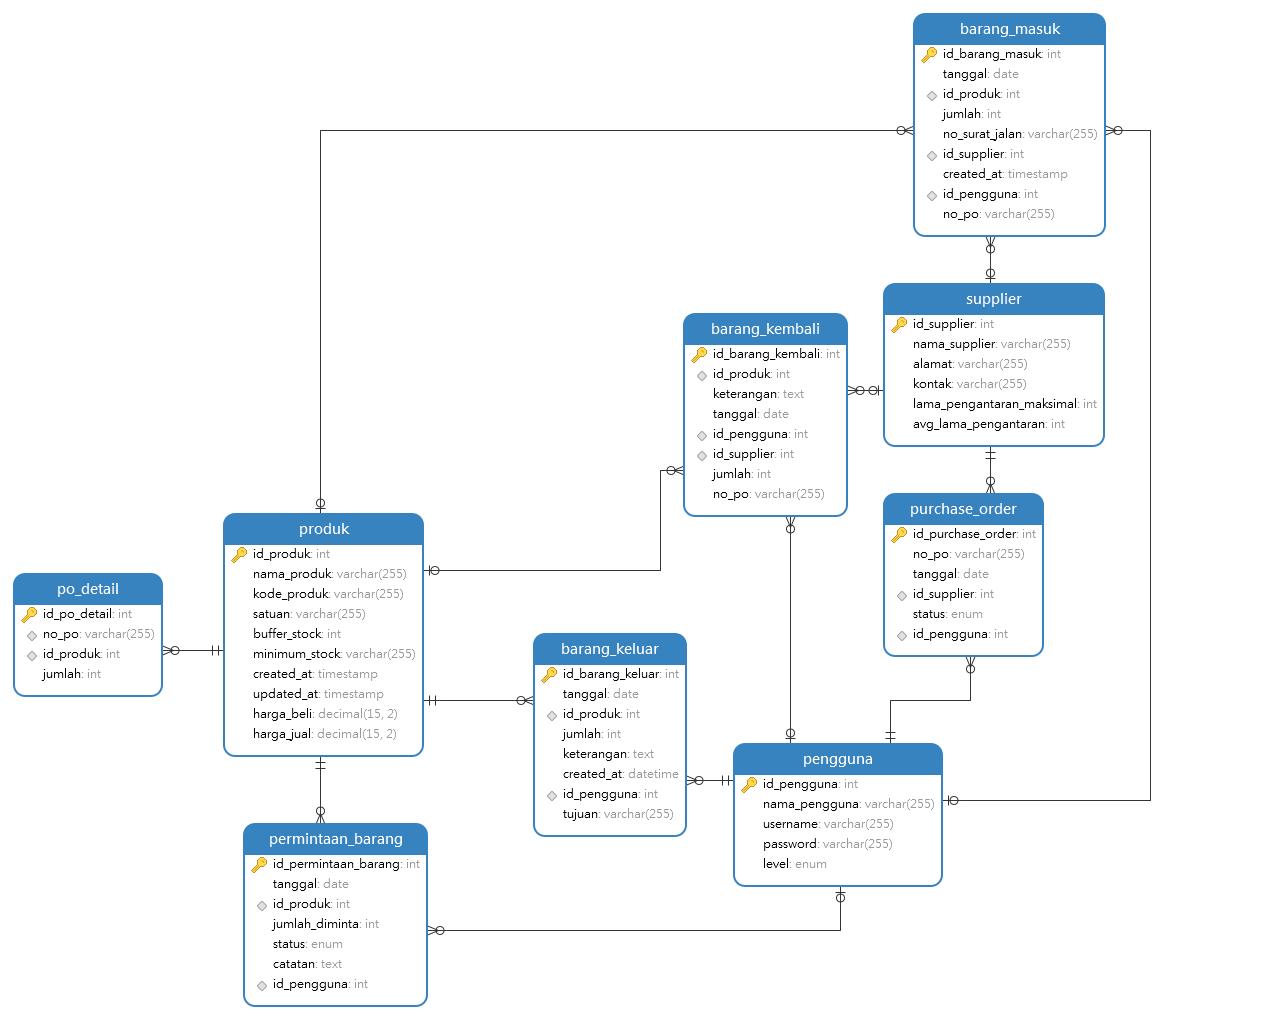 barang_masuk
id_barang_masuk: int
tanggal: date
id_produk: int
jumlah: int
no_surat_jalan: varchar(255)
id_supplier: int
created_at: timestamp
id_pengguna: int
no_po: varchar(255)
supplier
id_supplier: int
nama_supplier: varchar(255)
alamat: varchar(255)
kontak: varchar(255)
lama_pengantaran_maksimal: int
avg_lama_pengantaran: int
barang_kembali
id_barang_kembali: int
id_produk: int
keterangan: text
tanggal: date
id_pengguna: int
id_supplier: int
jumlah: int
no_po: varchar(255)
purchase_order
id_purchase_order: int
no_po: varchar(255)
tanggal: date
id_supplier: int
status: enum
id_pengguna: int
produk
id_produk: int
nama_produk: varchar(255)
kode_produk: varchar(255)
satuan: varchar(255)
buffer_stock: int
minimum_stock: varchar(255)
created_at: timestamp
updated_at: timestamp
harga_beli: decimal(15, 2)
harga_jual: decimal(15, 2)
po_detail
id_po_detail: int
no_po: varchar(255)
id_produk: int
jumlah: int
barang_keluar
id_barang_keluar: int
tanggal: date
id_produk: int
jumlah: int
keterangan: text
created_at: datetime
id_pengguna: int
tujuan: varchar(255)
pengguna
id_pengguna: int
nama_pengguna: varchar(255)
username: varchar(255)
password: varchar(255)
level: enum
permintaan_barang
id_permintaan_barang: int
tanggal: date
id_produk: int
jumlah_diminta: int
status: enum
catatan: text
id_pengguna: int